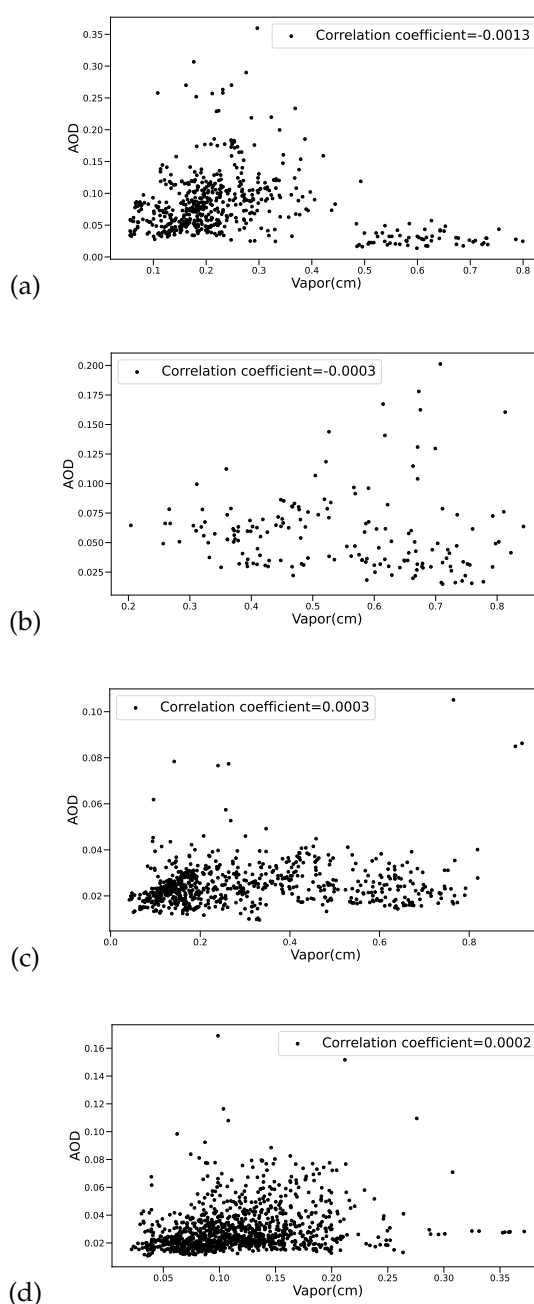 Correlation coefficient=-0.0013
0.35
0.30
0.25
0.20
0.15
0.10
0.05
0.00
AOD
0.1 0.2 0.3 0.4 0.5 0.6 0.7 0.8
Vapor(cm)
(a)
Correlation coefficient=-0.0003
0.200
0.175
0.150
0.125
0.100
0.075
0.050
0.025
AOD
0.2 0.3 0.4 0.5 0.6 0.7 0.8
Vapor(cm)
(b)
Correlation coefficient=0.0003
0.10
0.08
0.06
0.04
0.02
AOD
0.0 0.2 0.4 0.6 0.8
Vapor(cm)
(c)
Correlation coefficient=0.0002
0.16
0.14
0.12
0.10
0.08
0.06
0.04
0.02
AOD
0.05 0.10 0.15 0.20 0.25 0.30 0.35
Vapor(cm)
(d)